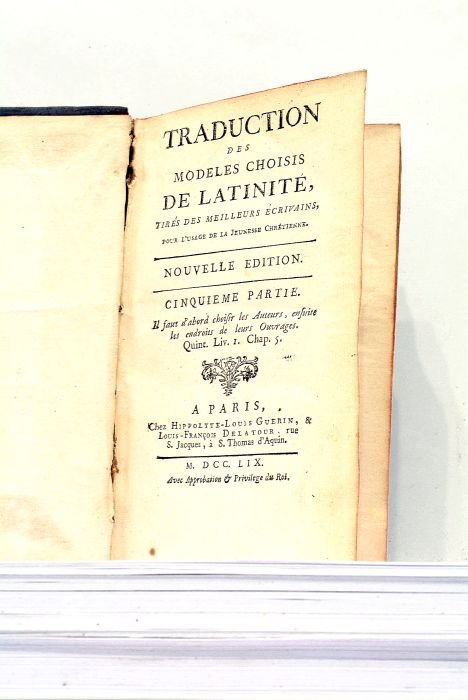 TRADUCTION
DES
MODELES CHOISIS
DE LATINITÉ,
TIRÉS DES MEILLEURS ÉCRIVAINS,
POUR L'USAGE DE LA JEUNESSE CHRÉTIENNE.
NOUVELLE EDITION.
CINQUIEME PARTIE.
Il faut d'abord choisir les Auteurs, ensuite
les endroits de leurs Ouvrages.
Quint. Liv. 1. Chap. 5.
A PARIS,
Chez HIPPOLYTE-LOUIS GUERIN, &
LOUIS-FRANÇOIS DELATOUR, rue
S. Jacques, à S. Thomas d'Aquin.
M. DCC. LIX.
Avec Approbation & Privilege du Roi.